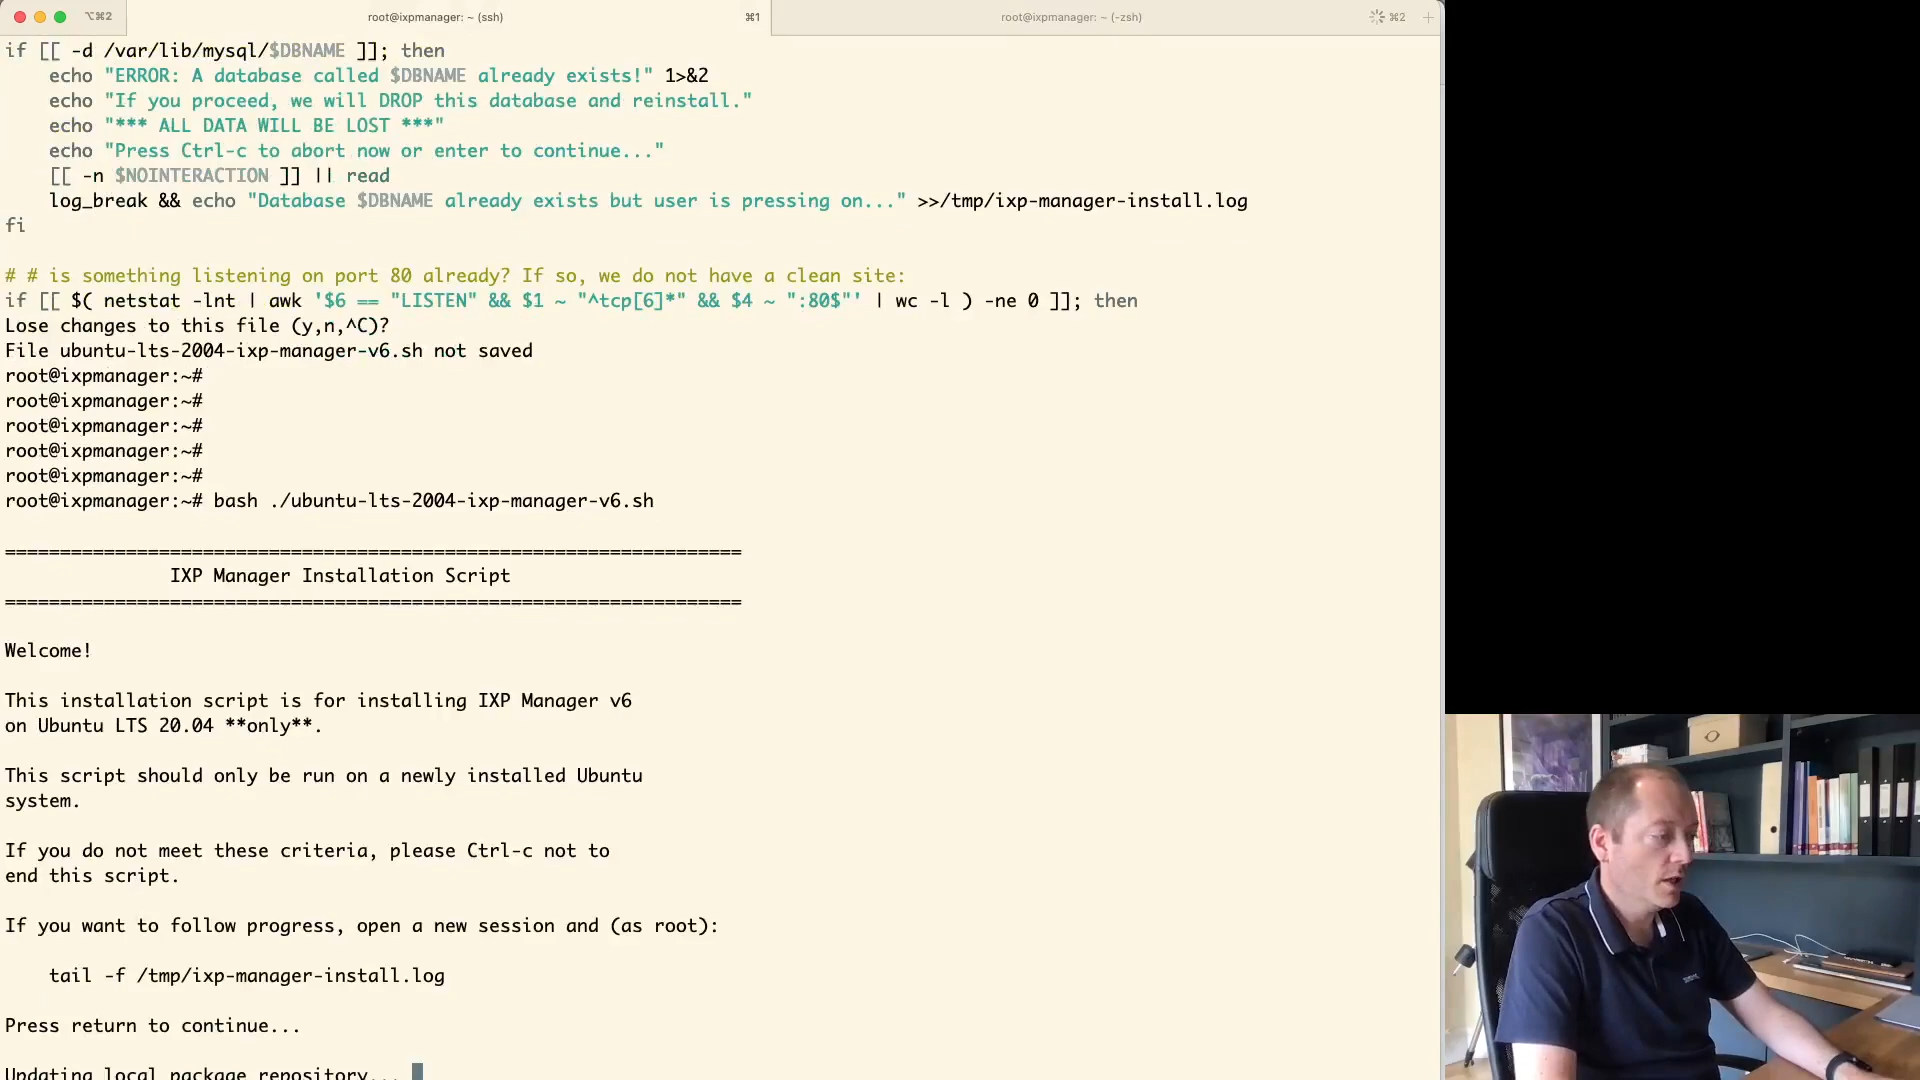 ⌥⌘2
root@ixpmanager: ~ (ssh)
⌘1
root@ixpmanager: ~ (-zsh)
⌘2
+
if [[ -d /var/lib/mysql/$DBNAME ]]; then
    echo "ERROR: A database called $DBNAME already exists!" 1>&2
    echo "If you proceed, we will DROP this database and reinstall."
    echo "*** ALL DATA WILL BE LOST ***"
    echo "Press Ctrl-c to abort now or enter to continue..."
    [[ -n $NOINTERACTION ]] || read
    log_break && echo "Database $DBNAME already exists but user is pressing on..." >>/tmp/ixp-manager-install.log
fi
# # is something listening on port 80 already? If so, we do not have a clean site:
if [[ $( netstat -lnt | awk '$6 == "LISTEN" && $1 ~ "^tcp[6]*" && $4 ~ ":80$"' | wc -l ) -ne 0 ]]; then
Lose changes to this file (y,n,^C)?
File ubuntu-lts-2004-ixp-manager-v6.sh not saved
root@ixpmanager:~#
root@ixpmanager:~#
root@ixpmanager:~#
root@ixpmanager:~#
root@ixpmanager:~#
root@ixpmanager:~# bash ./ubuntu-lts-2004-ixp-manager-v6.sh
===================================================================
IXP Manager Installation Script
===================================================================
Welcome!
This installation script is for installing IXP Manager v6
on Ubuntu LTS 20.04 **only**.
This script should only be run on a newly installed Ubuntu
system.
If you do not meet these criteria, please Ctrl-c not to
end this script.
If you want to follow progress, open a new session and (as root):
    tail -f /tmp/ixp-manager-install.log
Press return to continue...
Updating local package repository...